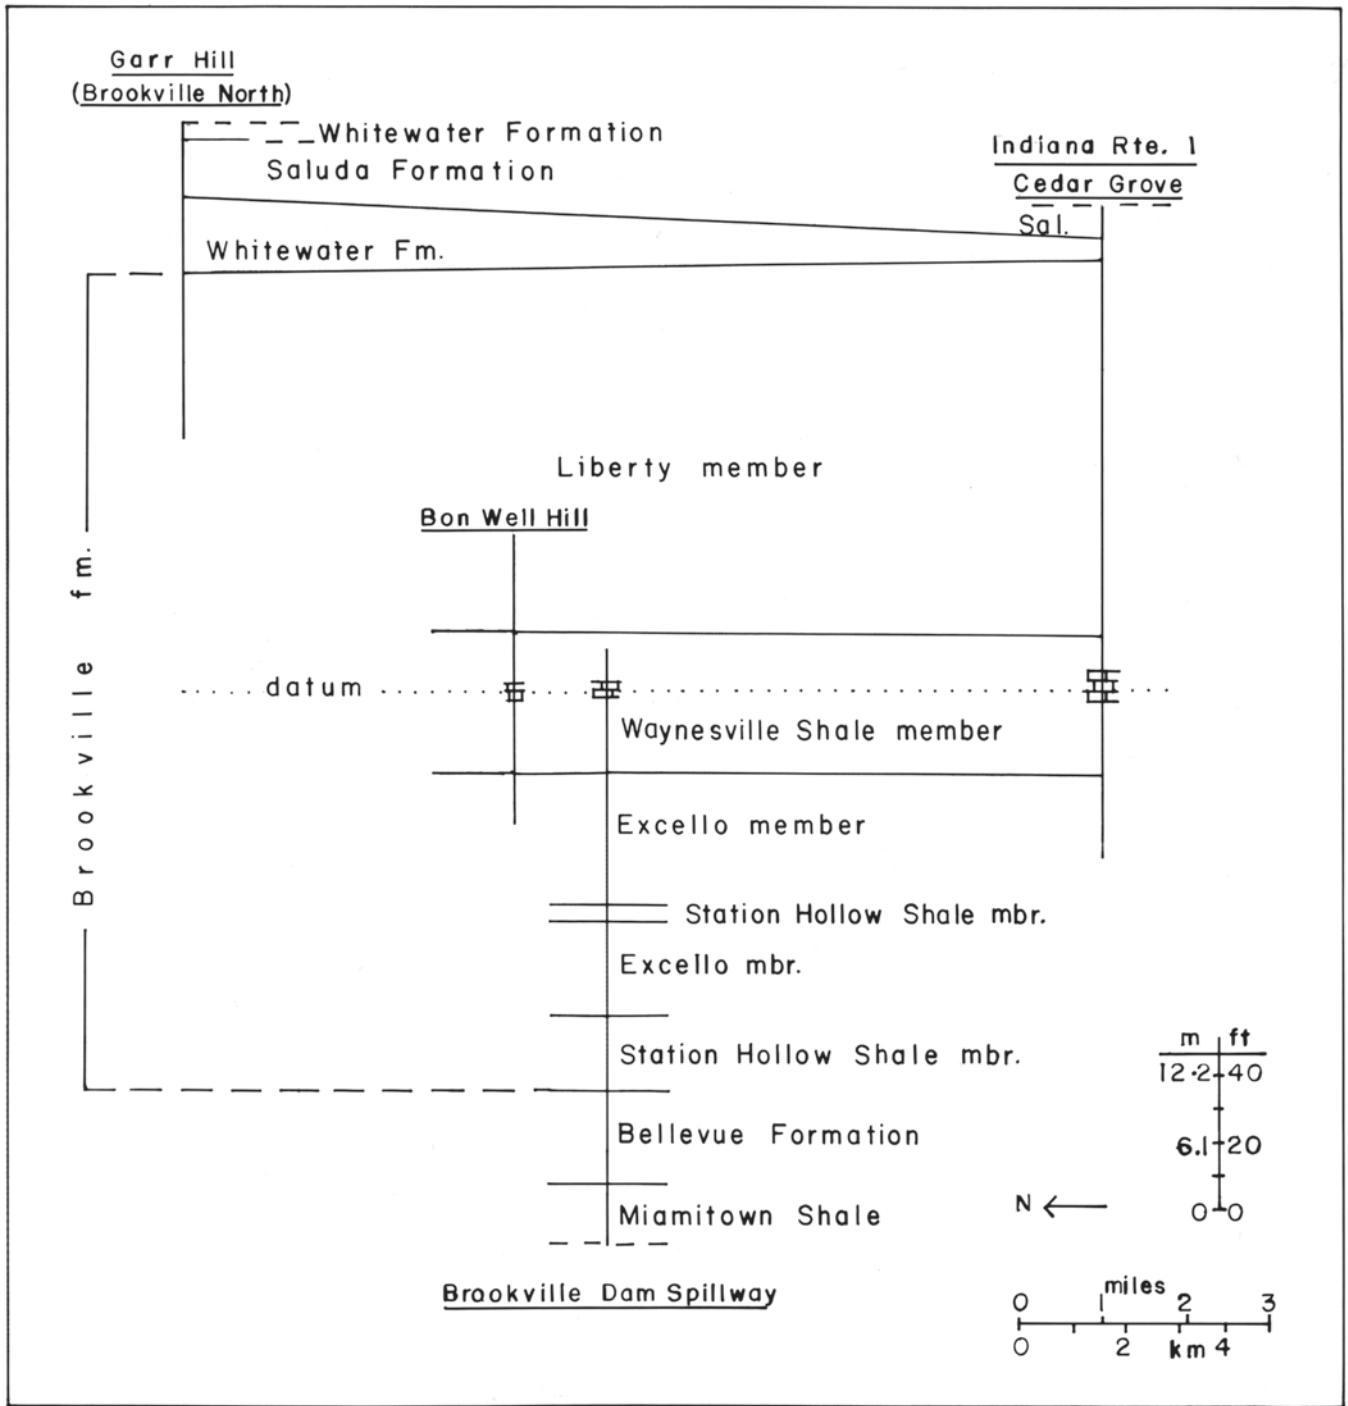 Garr Hill
(Brookville North)
Whitewater Formation
Saluda Formation
Indiana Rte. 1
Cedar Grove
Sal.
Whitewater Fm.
Liberty member
Bon Well Hill
Brookville fm.
datum
Waynesville Shale member
Excello member
Station Hollow Shale mbr.
Excello mbr.
Station Hollow Shale mbr.
Bellevue Formation
Miamitown Shale
Brookville Dam Spillway
m ft
12.2 40
6.1 20
0 0
N
miles
0 1 2 3
0 2 km 4